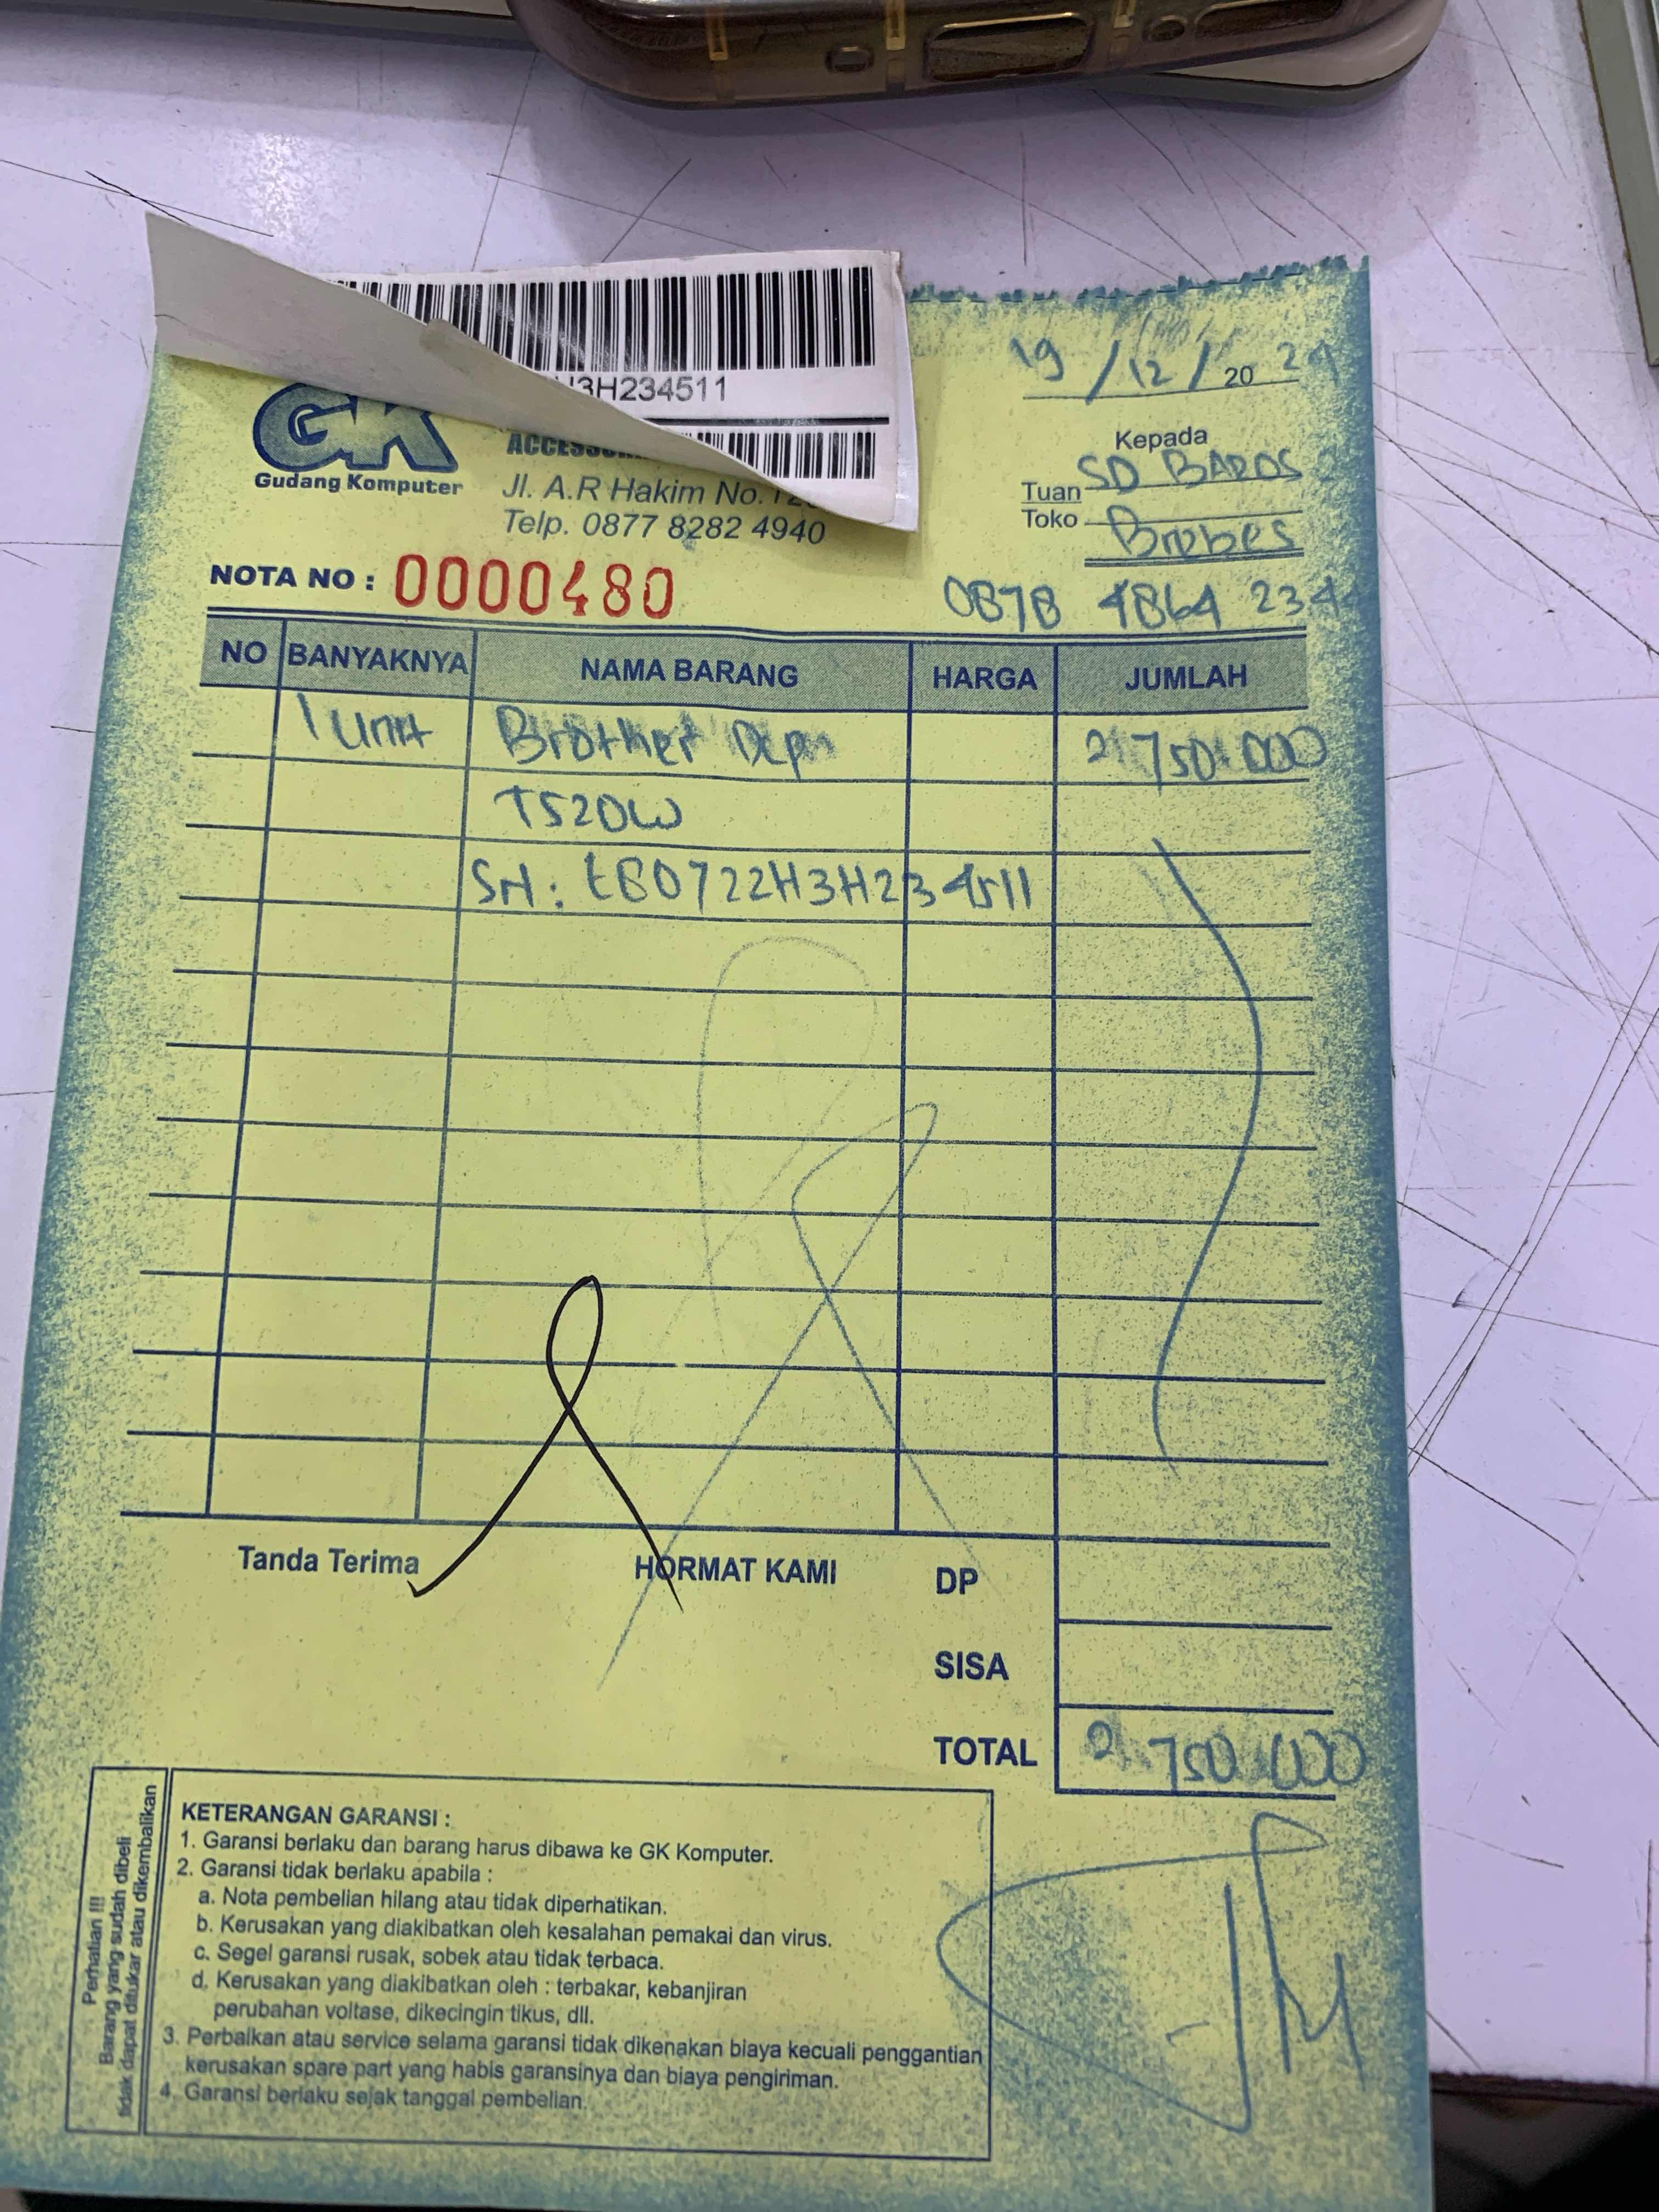 19/12/2024
H3H234511
GK
Gudang Komputer
Jl. A.R Hakim No.
Telp. 0877 8282 4940
Kepada
Tuan SD BAROS 2
Toko Brebes
NOTA NO : 0000480
0878 4864 234
NO BANYAKNYA NAMA BARANG HARGA JUMLAH
1 Unit Brother Dcp 2.750.000
T520W
SN: E80722H3H234511
Tanda Terima HORMAT KAMI DP
SISA
TOTAL 2.750.000
Perhatian !!!
Barang yang sudah dibeli
tidak dapat ditukar atau dikembalikan
KETERANGAN GARANSI :
1. Garansi berlaku dan barang harus dibawa ke GK Komputer.
2. Garansi tidak berlaku apabila :
a. Nota pembelian hilang atau tidak diperhatikan.
b. Kerusakan yang diakibatkan oleh kesalahan pemakai dan virus.
c. Segel garansi rusak, sobek atau tidak terbaca.
d. Kerusakan yang diakibatkan oleh : terbakar, kebanjiran
perubahan voltase, dikecingin tikus, dll.
3. Perbaikan atau service selama garansi tidak dikenakan biaya kecuali penggantian
kerusakan spare part yang habis garansinya dan biaya pengiriman.
4. Garansi berlaku sejak tanggal pembelian.